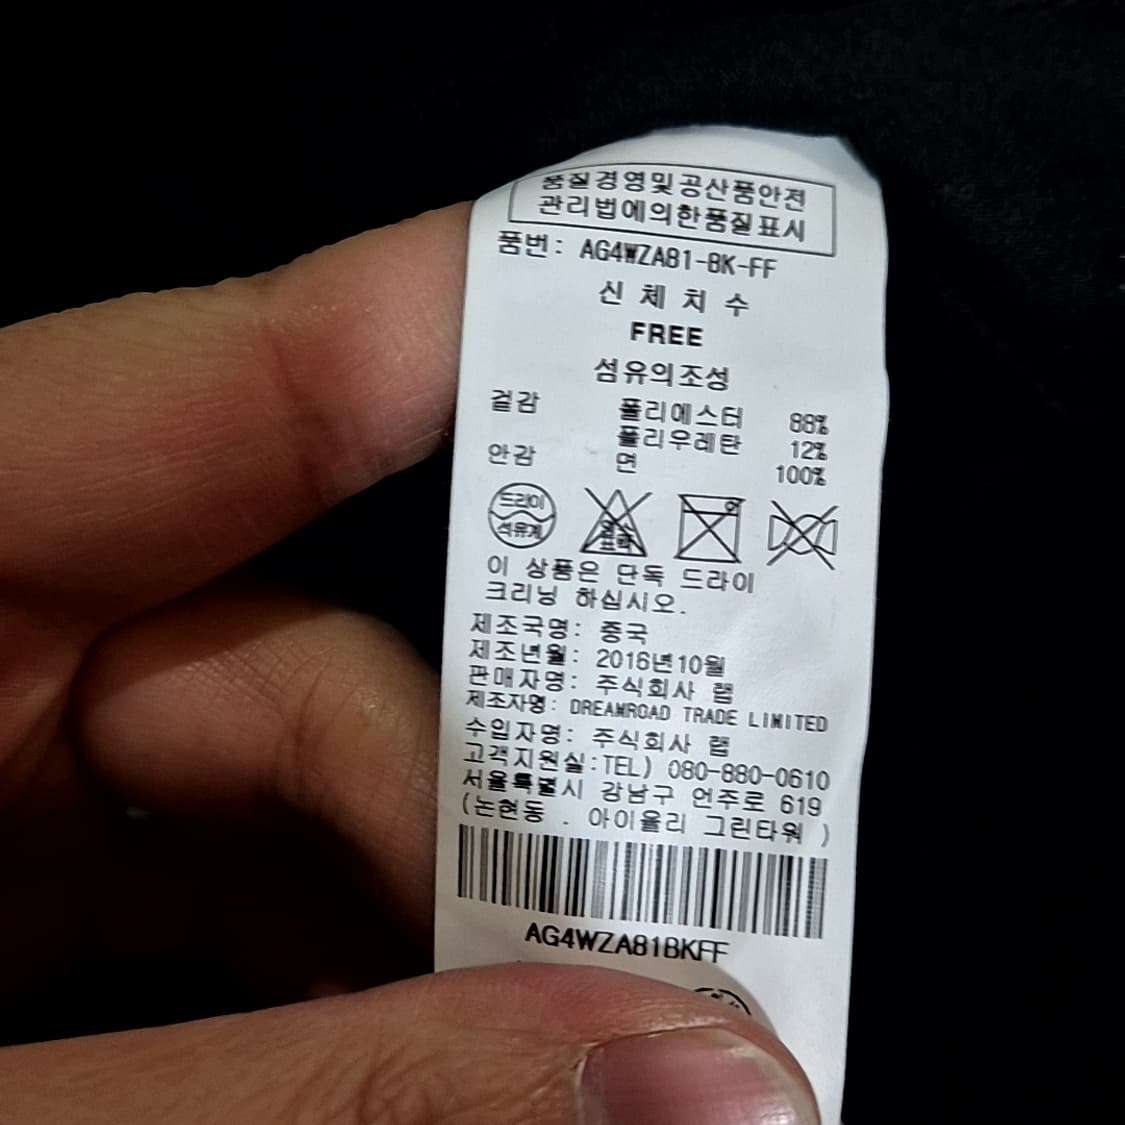 품질경영및공산품안전
관리법에의한품질표시
품번: AG4WZA81-BK-FF
신 체 치 수
FREE
섬유의조성
겉감 폴리에스터 88%
폴리우레탄 12%
안감 면 100%
드라이
석유계
염소
표백
이 상품은 단독 드라이
크리닝 하십시오.
제조국명: 중국
제조년월: 2016년10월
판매자명: 주식회사 랩
제조자명: DREAMROAD TRADE LIMITED
수입자명: 주식회사 랩
고객지원실:TEL) 080-880-0610
서울특별시 강남구 언주로 619
(논현동 . 아이올리 그린타워 )
AG4WZA81BKFF